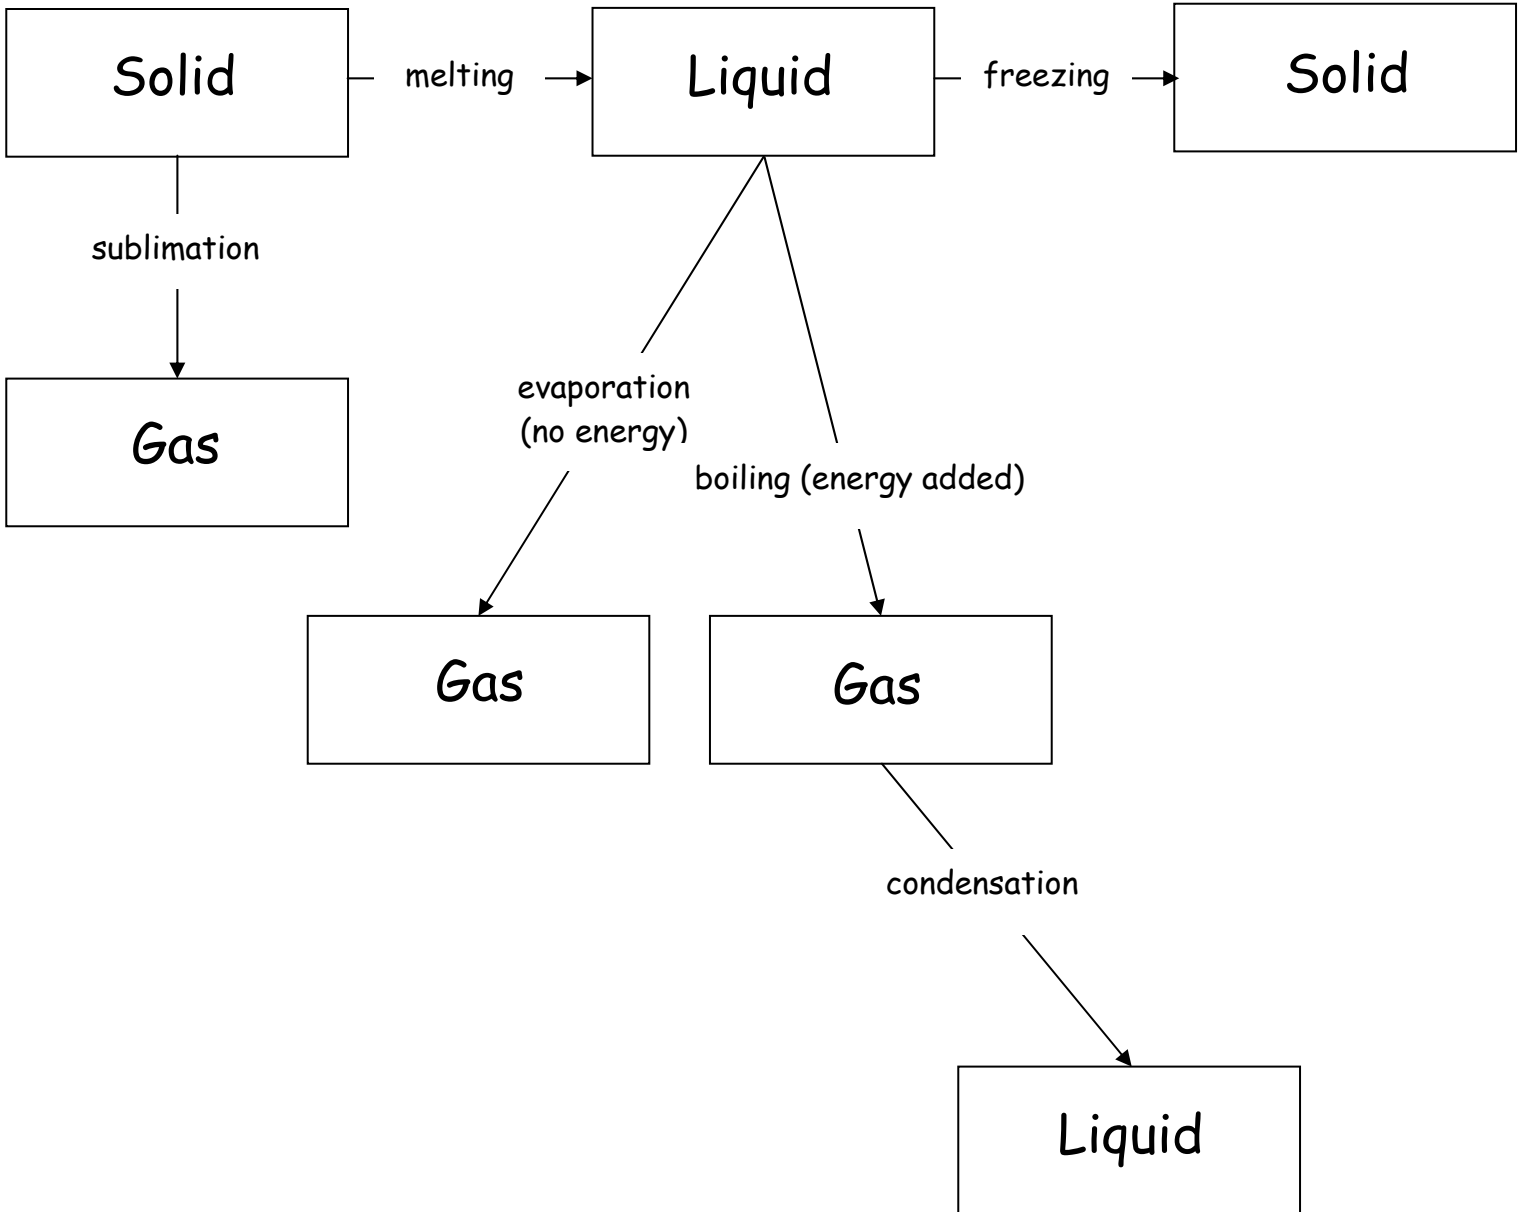 Solid
melting
Liquid
freezing
Solid
sublimation
evaporation
(no energy)
Gas
boiling (energy added)
Gas
Gas
condensation
Liquid